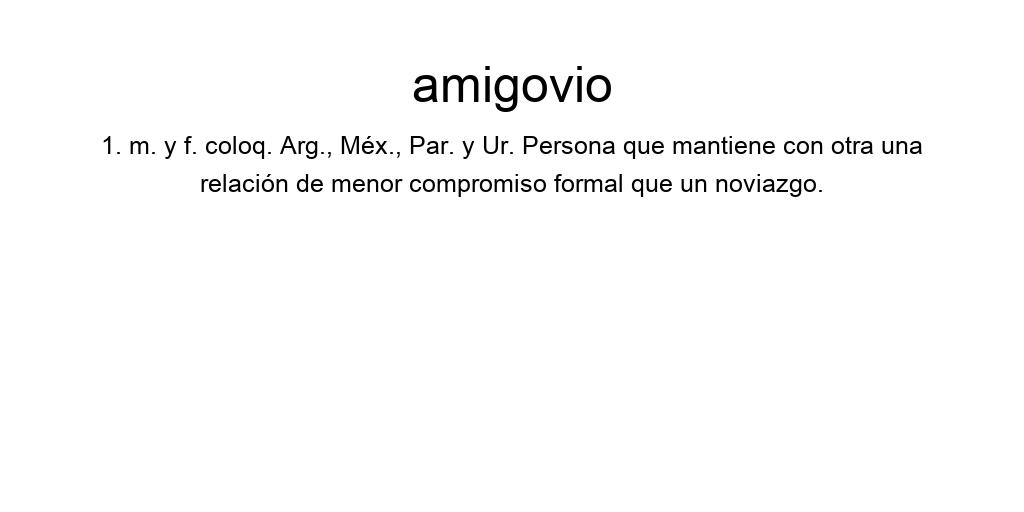 amigovio
1. m. y f. coloq. Arg., Méx., Par. y Ur. Persona que mantiene con otra una
relación de menor compromiso formal que un noviazgo.